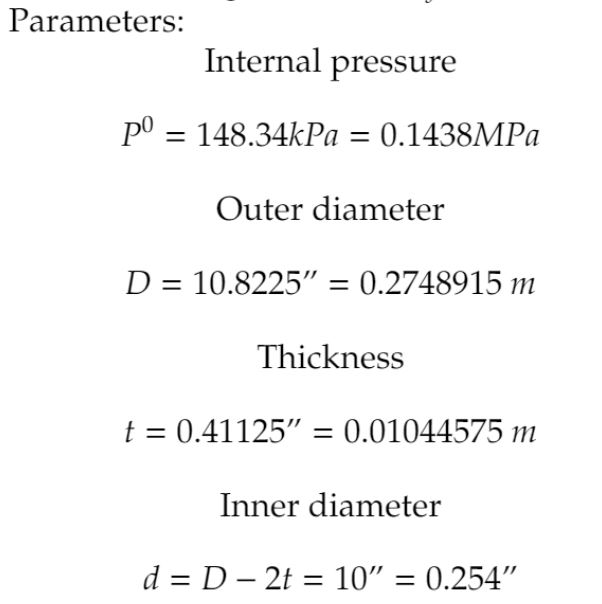 Parameters:
Internal pressure
P⁰ = 148.34kPa = 0.1438MPa
Outer diameter
D = 10.8225″ = 0.2748915 m
Thickness
t = 0.41125″ = 0.01044575 m
Inner diameter
d = D − 2t = 10″ = 0.254″